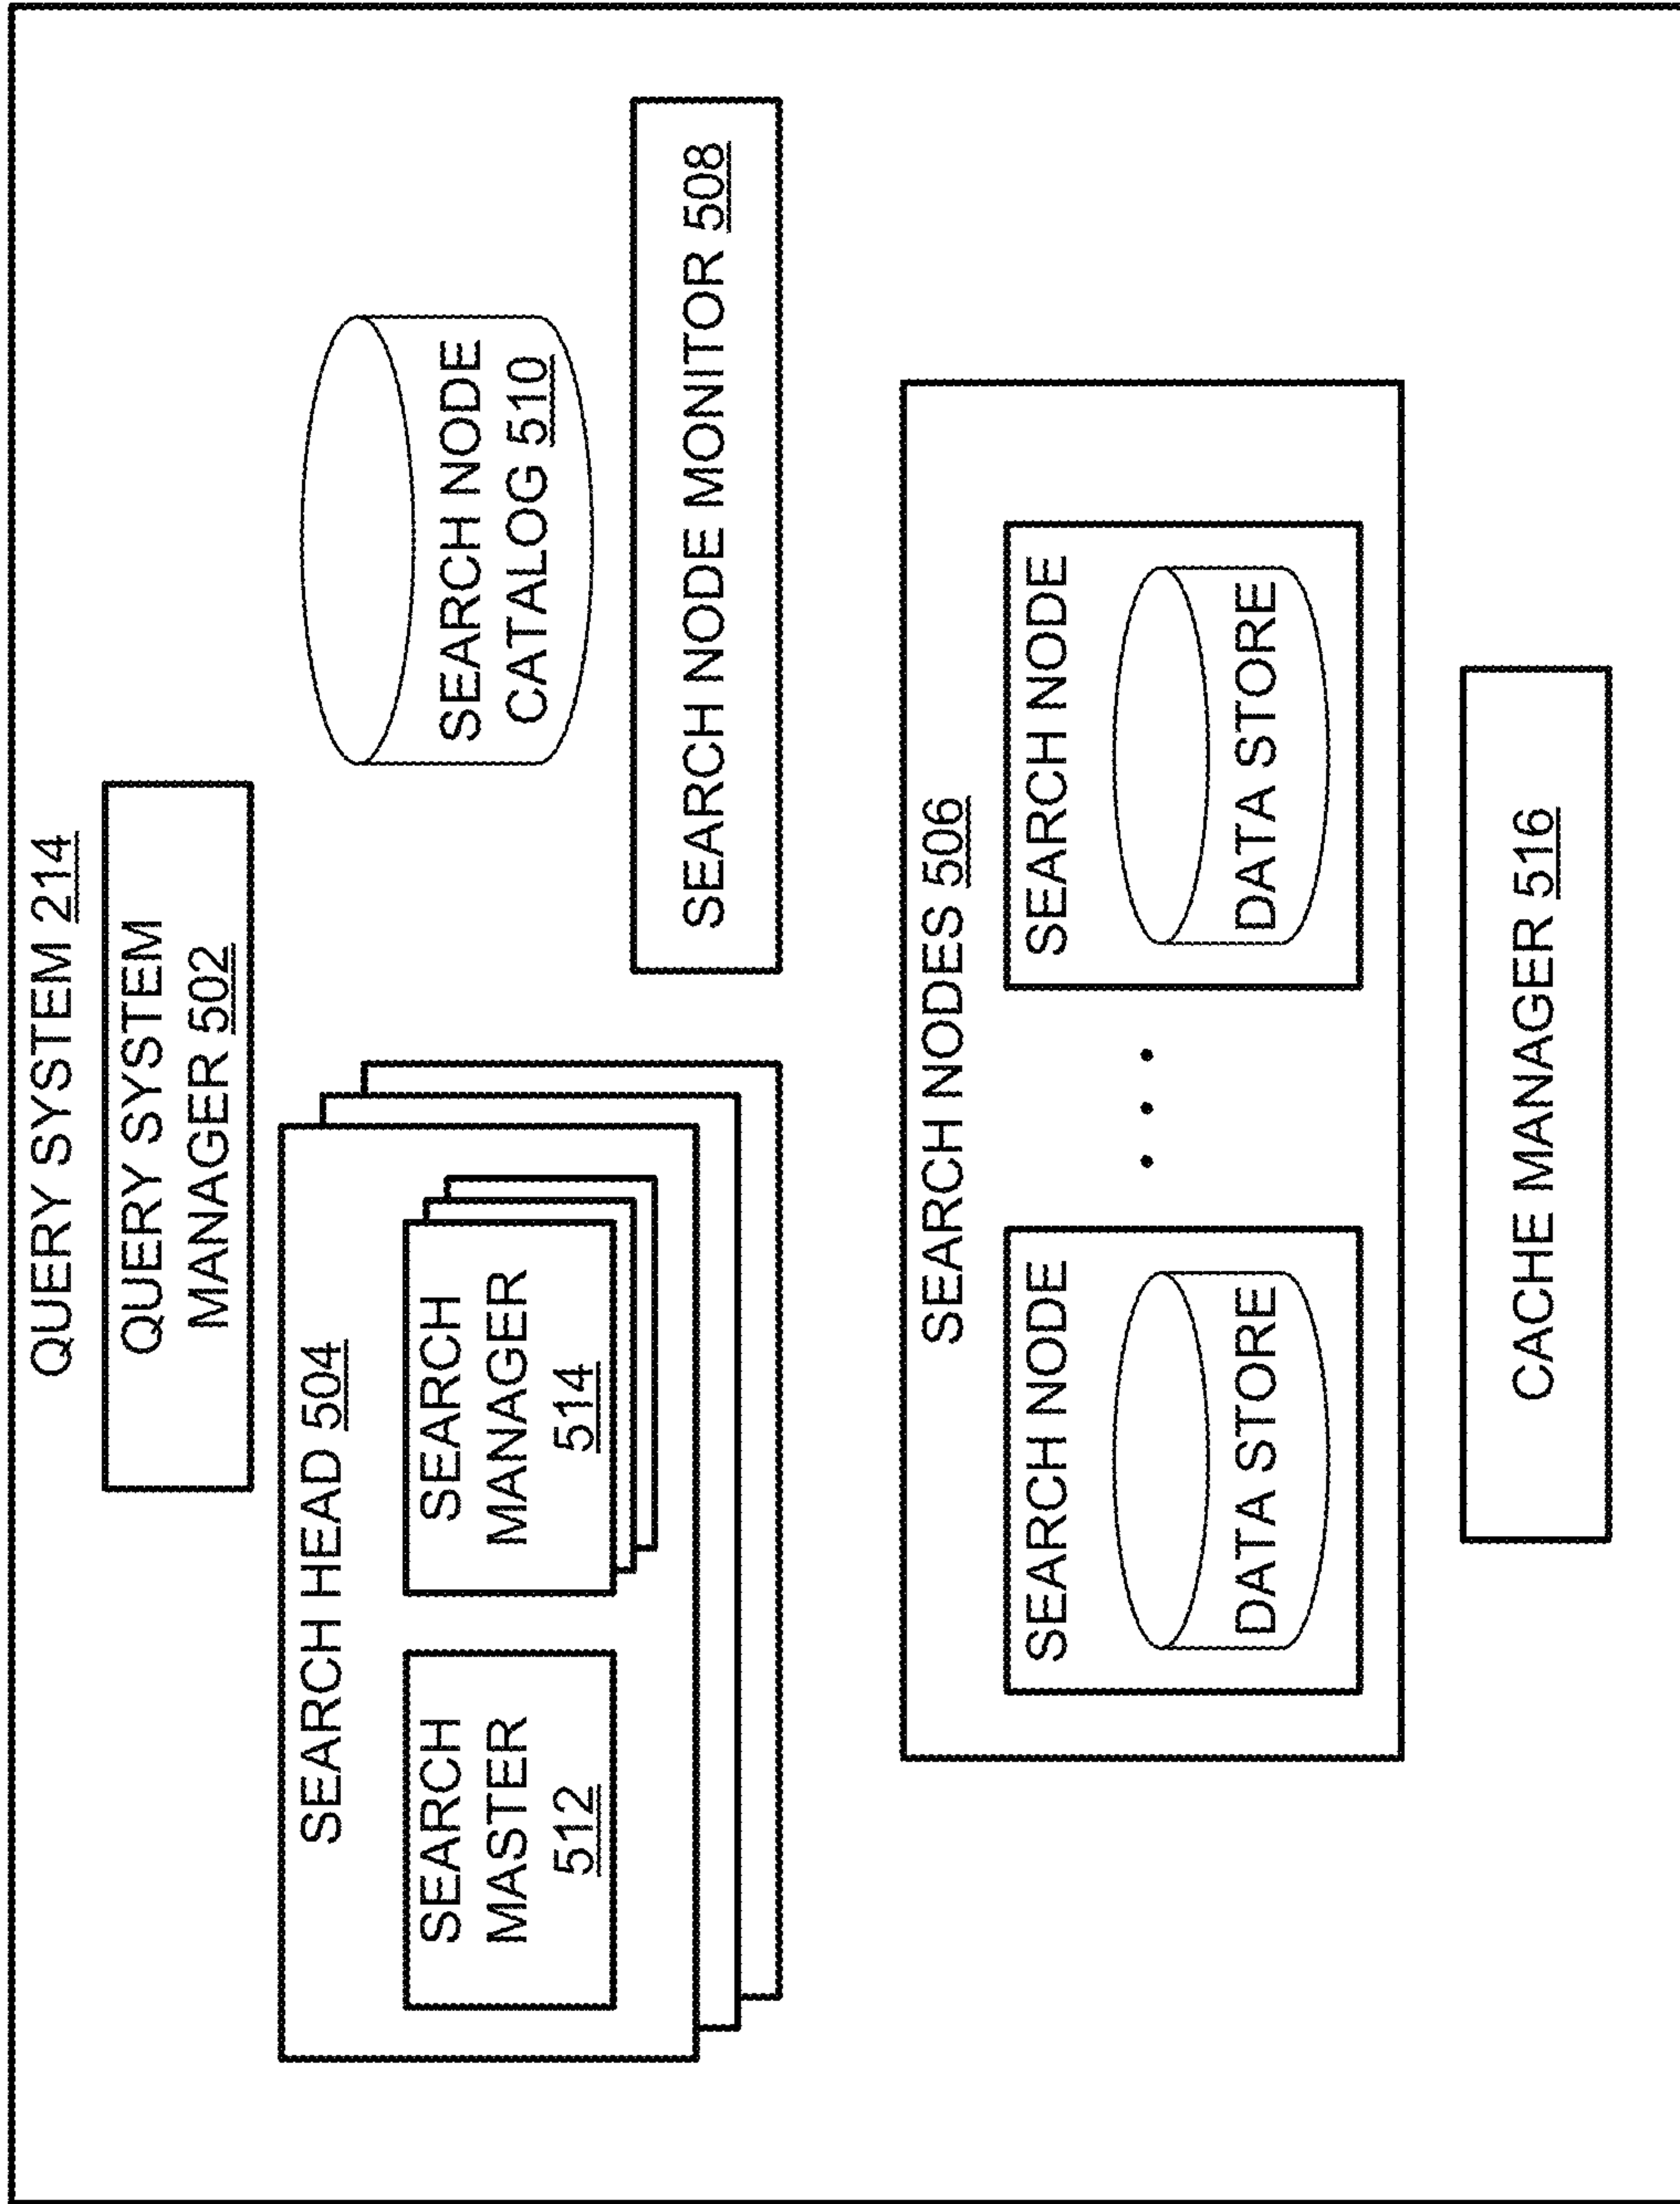 QUERY SYSTEM 214
QUERY SYSTEM
MANAGER 502
SEARCH HEAD 504
SEARCH
MASTER
512
SEARCH
MANAGER
514
SEARCH NODE
CATALOG 510
SEARCH NODE MONITOR 508
SEARCH NODES 506
SEARCH NODE
DATA STORE
• • •
SEARCH NODE
DATA STORE
CACHE MANAGER 516